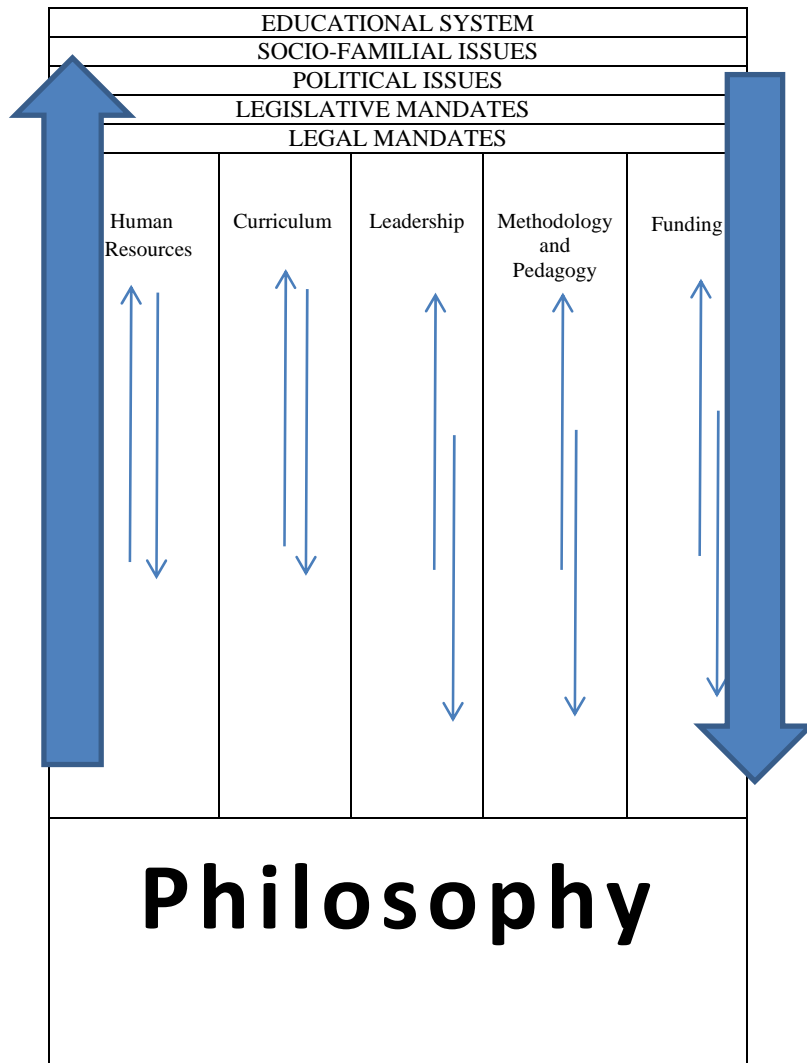 EDUCATIONAL SYSTEM
SOCIO-FAMILIAL ISSUES
POLITICAL ISSUES
LEGISLATIVE MANDATES
LEGAL MANDATES
Human
Resources
Curriculum
Leadership
Methodology
and
Pedagogy
Funding
Philosophy